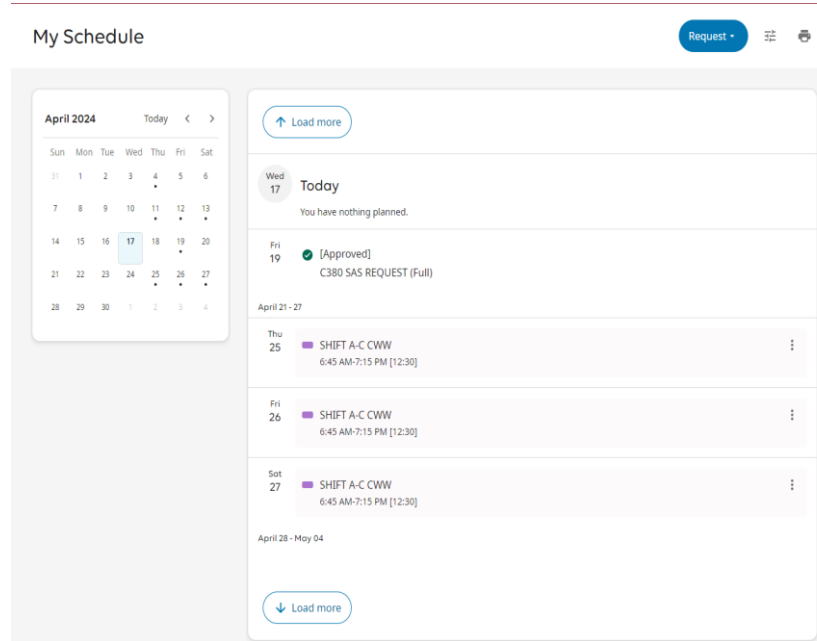 My Schedule
Request
April 2024 Today
Sun Mon Tue Wed Thu Fri Sat
31 1 2 3 4 5 6
7 8 9 10 11 12 13
14 15 16 17 18 19 20
21 22 23 24 25 26 27
28 29 30 1 2 3 4
Load more
Wed
17
Today
You have nothing planned.
Fri
19
[Approved]
C380 SAS REQUEST (Full)
April 21 - 27
Thu
25
SHIFT A-C CWW
6:45 AM-7:15 PM [12:30]
Fri
26
SHIFT A-C CWW
6:45 AM-7:15 PM [12:30]
Sat
27
SHIFT A-C CWW
6:45 AM-7:15 PM [12:30]
April 28 - May 04
Load more